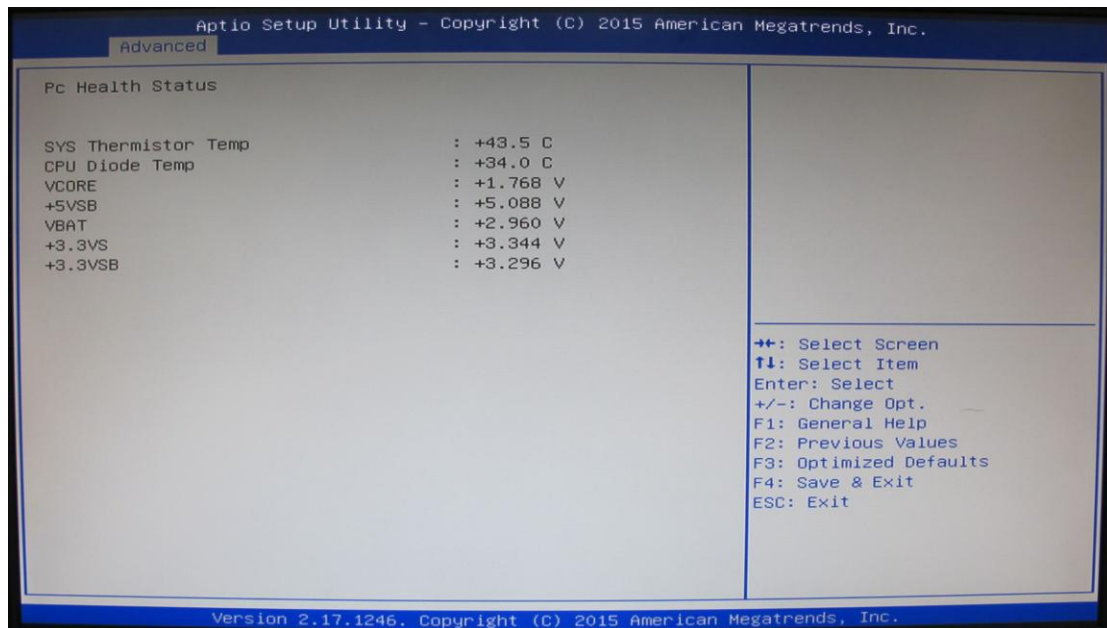 Aptio Setup Utility – Copyright (C) 2015 American Megatrends, Inc.
Advanced
Pc Health Status
SYS Thermistor Temp : +43.5 C
CPU Diode Temp : +34.0 C
VCORE : +1.768 V
+5VSB : +5.088 V
VBAT : +2.960 V
+3.3VS : +3.344 V
+3.3VSB : +3.296 V
→←: Select Screen
↑↓: Select Item
Enter: Select
+/-: Change Opt.
F1: General Help
F2: Previous Values
F3: Optimized Defaults
F4: Save & Exit
ESC: Exit
Version 2.17.1246. Copyright (C) 2015 American Megatrends, Inc.